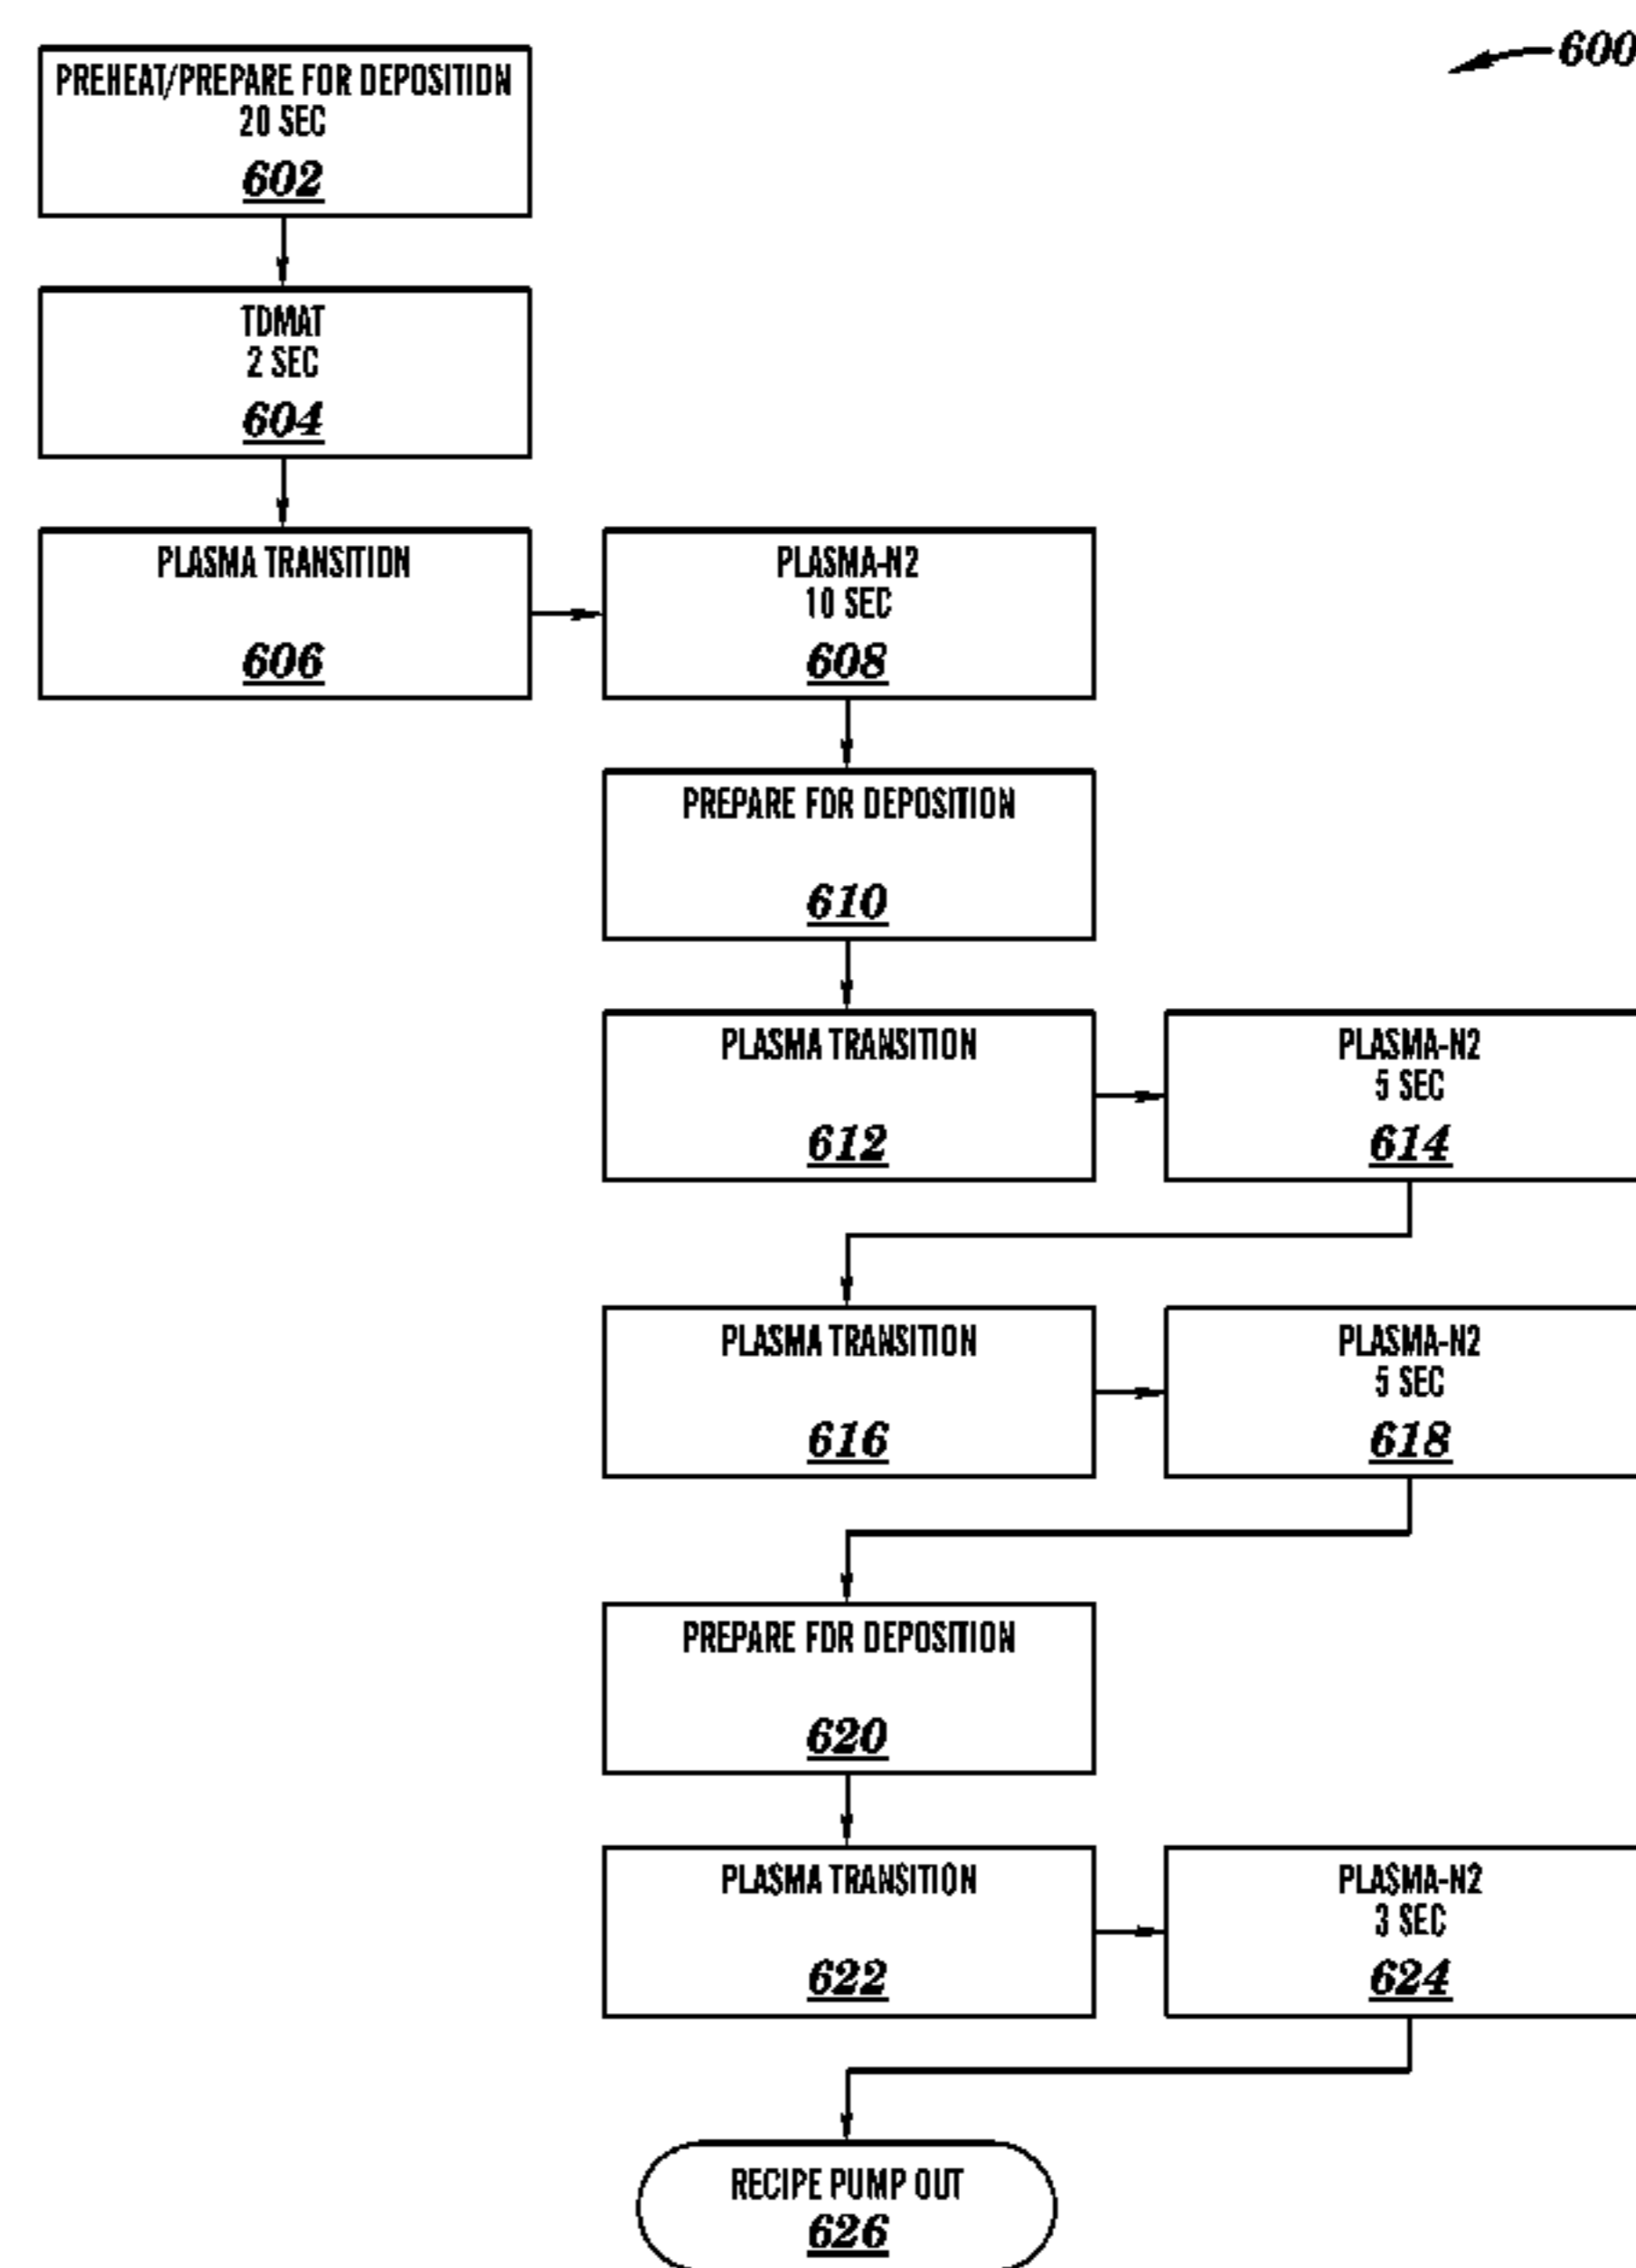 600
PREHEAT/PREPARE FOR DEPOSITION
20 SEC
602
TDMAT
2 SEC
604
PLASMA TRANSITION
606
PLASMA-N2
10 SEC
608
PREPARE FOR DEPOSITION
610
PLASMA TRANSITION
612
PLASMA-N2
5 SEC
614
PLASMA TRANSITION
616
PLASMA-N2
5 SEC
618
PREPARE FOR DEPOSITION
620
PLASMA TRANSITION
622
PLASMA-N2
3 SEC
624
RECIPE PUMP OUT
626